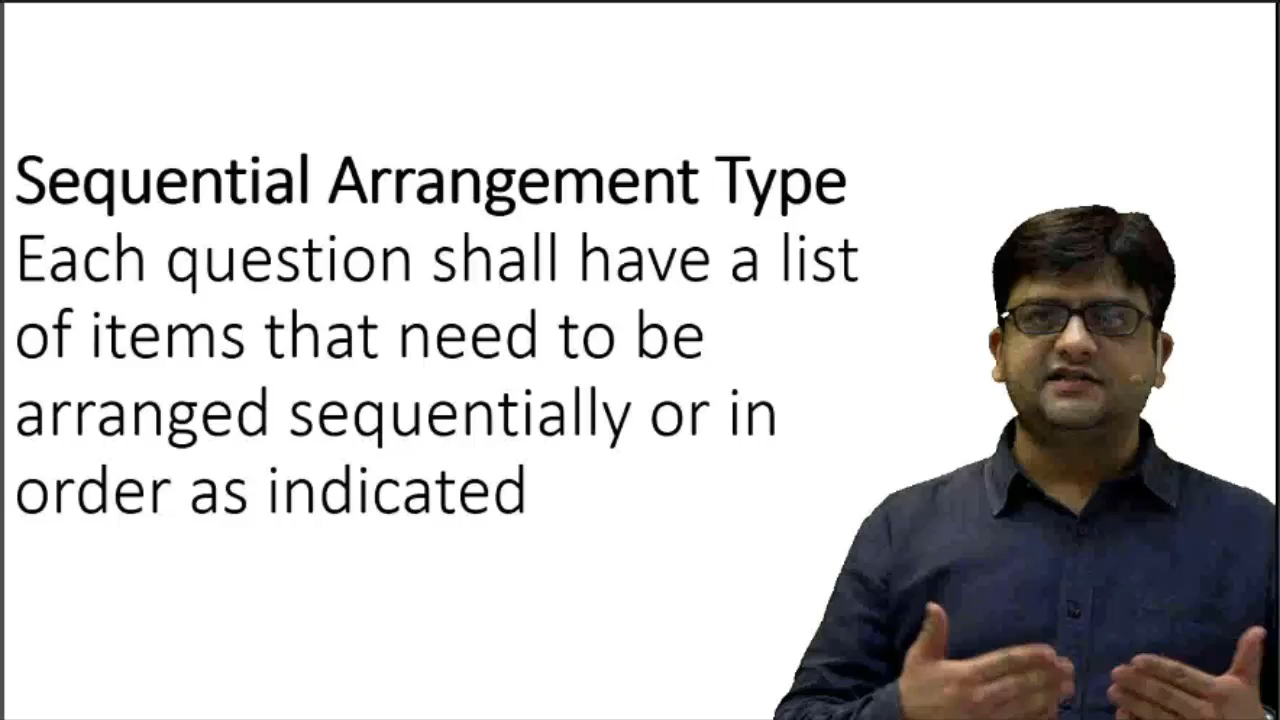 Sequential Arrangement Type
Each question shall have a list
of items that need to be
arranged sequentially or in
order as indicated